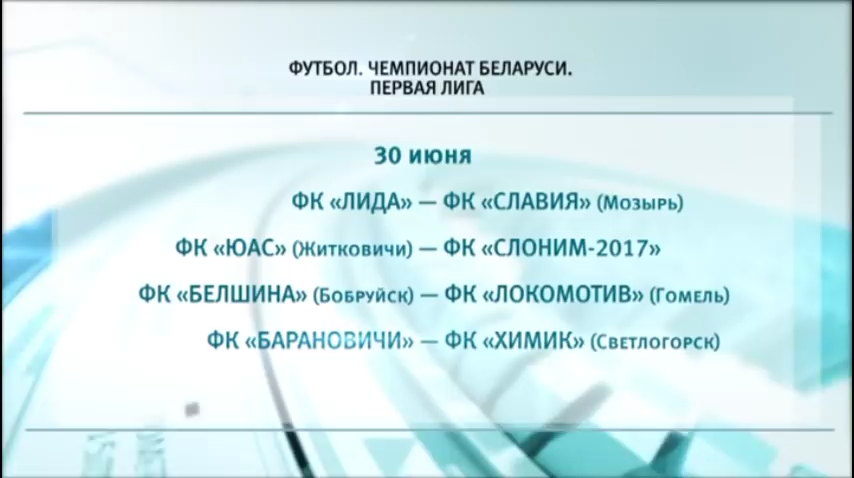 ФУТБОЛ. ЧЕМПИОНАТ БЕЛАРУСИ.
ПЕРВАЯ ЛИГА
30 июня
ФК «ЛИДА» — ФК «СЛАВИЯ» (Мозырь)
ФК «ЮАС» (Житковичи) — ФК «СЛОНИМ-2017»
ФК «БЕЛШИНА» (Бобруйск) — ФК «ЛОКОМОТИВ» (Гомель)
ФК «БАРАНОВИЧИ» — ФК «ХИМИК» (Светлогорск)